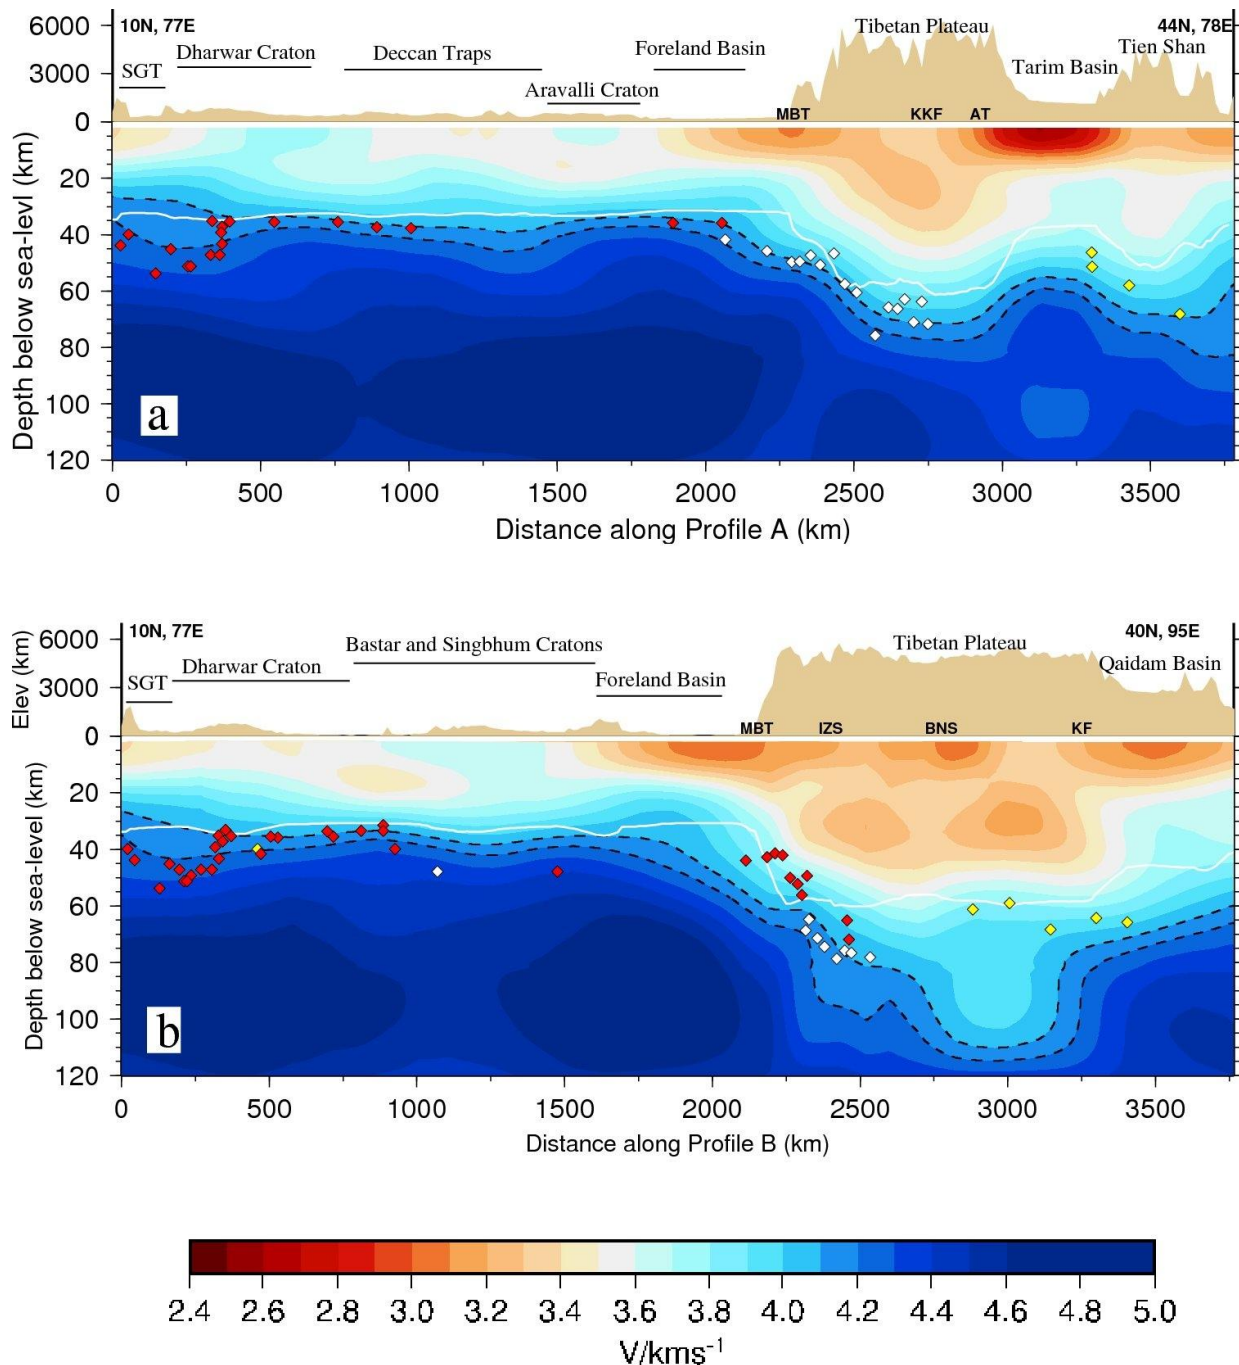 6000
10N, 77E
Tibetan Plateau
44N, 78E
Dharwar Craton
Deccan Traps
Foreland Basin
Tien Shan
3000
SGT
Aravalli Craton
Tarim Basin
0
MBT
KKF
AT
20
40
60
80
100
120
Depth below sea-levl (km)
a
0 500 1000 1500 2000 2500 3000 3500
Distance along Profile A (km)
6000
10N, 77E
Bastar and Singbhum Cratons
Tibetan Plateau
40N, 95E
Elev (km)
3000
SGT
Dharwar Craton
Foreland Basin
Qaidam Basin
0
MBT
IZS
BNS
KF
20
40
60
80
100
120
Depth below sea-level (km)
b
0 500 1000 1500 2000 2500 3000 3500
Distance along Profile B (km)
2.4 2.6 2.8 3.0 3.2 3.4 3.6 3.8 4.0 4.2 4.4 4.6 4.8 5.0
V/kms⁻¹